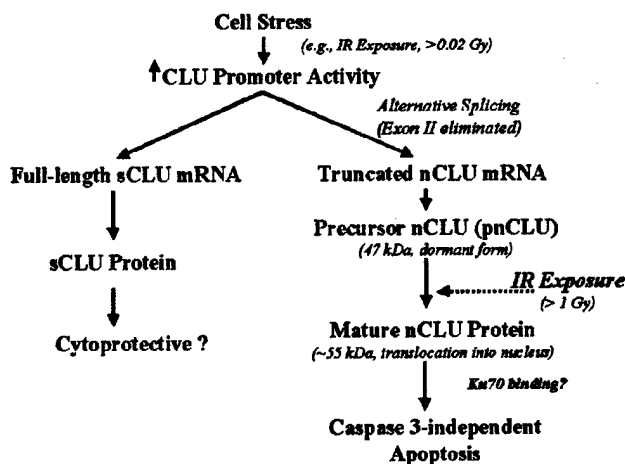 Cell Stress
(e.g., IR Exposure, >0.02 Gy)
CLU Promoter Activity
Alternative Splicing
(Exon II eliminated)
Full-length sCLU mRNA
Truncated nCLU mRNA
Precursor nCLU (pnCLU)
(47 kDa, dormant form)
sCLU Protein
IR Exposure
(> 1 Gy)
Cytoprotective ?
Mature nCLU Protein
(~55 kDa, translocation into nucleus)
Ku70 binding?
Caspase 3-independent
Apoptosis